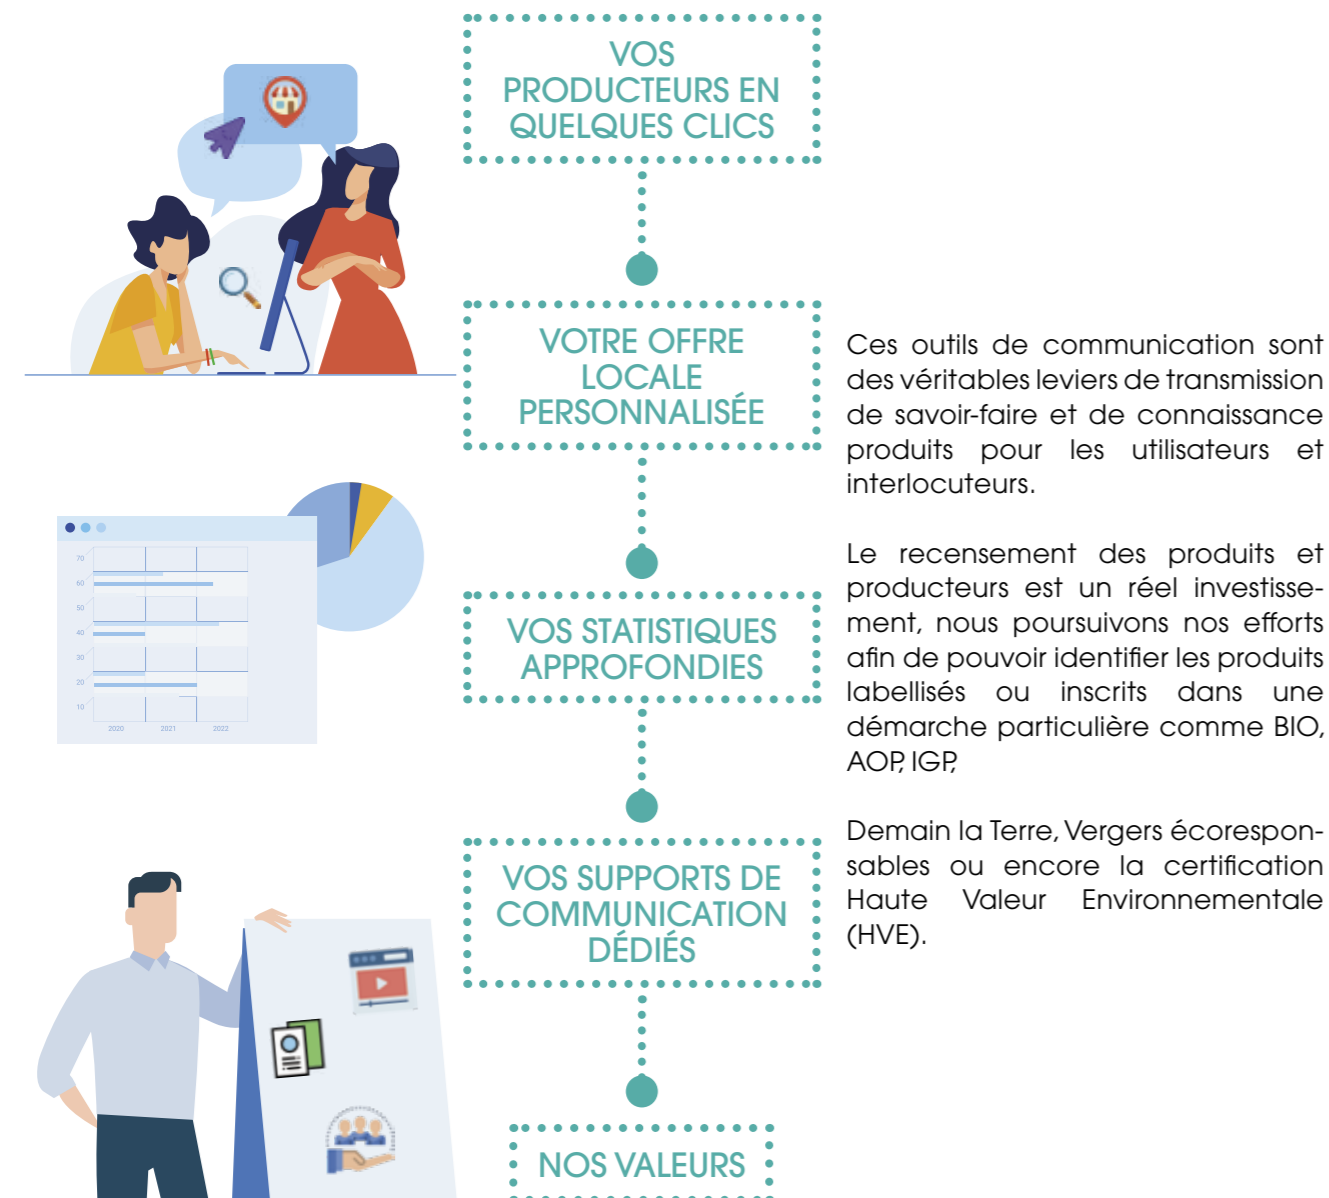 VOS
PRODUCTEURS EN
QUELQUES CLICS
VOTRE OFFRE
LOCALE
PERSONNALISÉE
VOS STATISTIQUES
APPROFONDIES
VOS SUPPORTS DE
COMMUNICATION
DÉDIÉS
NOS VALEURS
Ces outils de communication sont
des véritables leviers de transmission
de savoir-faire et de connaissance
produits pour les utilisateurs et
interlocuteurs.
Le recensement des produits et
producteurs est un réel investisse-
ment, nous poursuivons nos efforts
afin de pouvoir identifier les produits
labellisés ou inscrits dans une
démarche particulière comme BIO,
AOP, IGP,
Demain la Terre, Vergers écorespon-
sables ou encore la certification
Haute Valeur Environnementale
(HVE).
70
60
50
40
30
20
10
2020 2021 2022